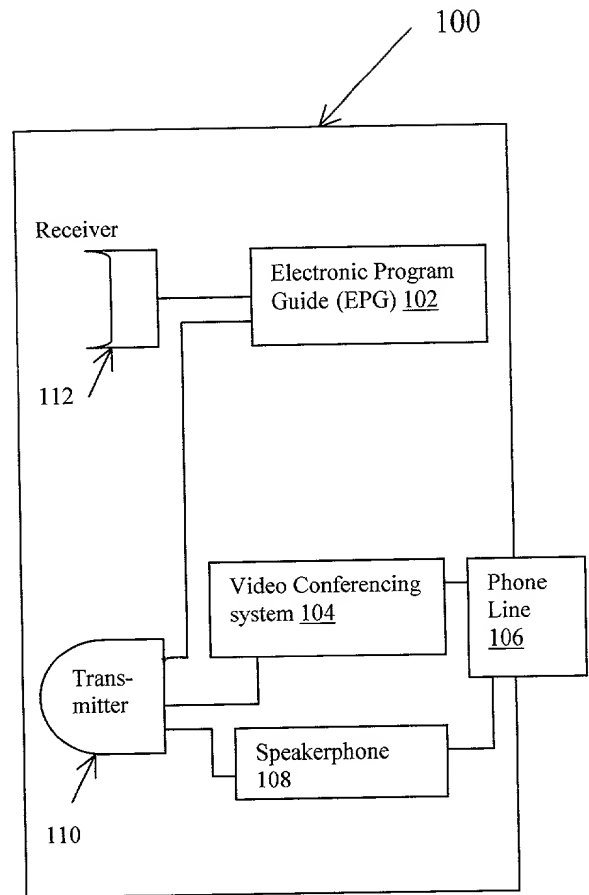 100
Receiver
Electronic Program
Guide (EPG) 102
112
Video Conferencing
system 104
Phone
Line
106
Trans-
mitter
Speakerphone
108
110